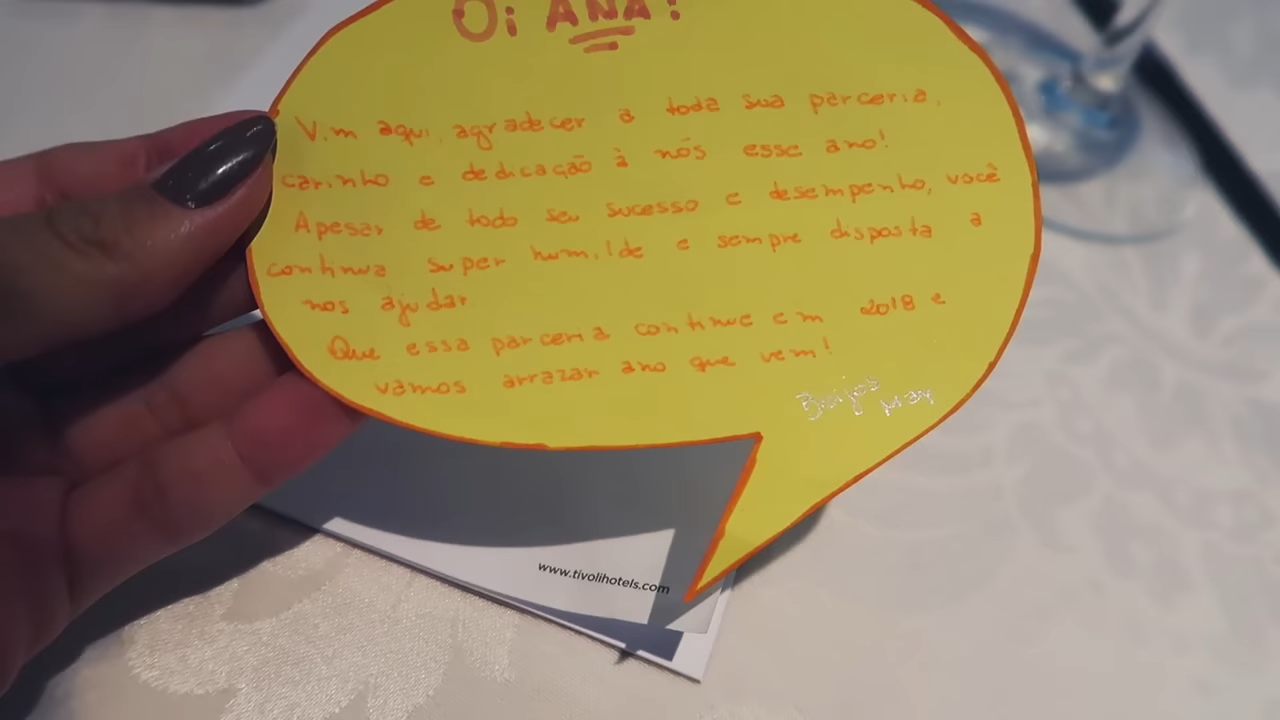 Oi ANA!
Vim aqui, agradecer a toda sua parceria,
carinho e dedicação à nós esse ano!
Apesar de todo seu sucesso e desempenho, você
continua super humilde e sempre disposta a
nos ajudar
Que essa parceria continue em 2018 e
vamos arrazar ano que vem!
Beijos
May
www.tivolihotels.com